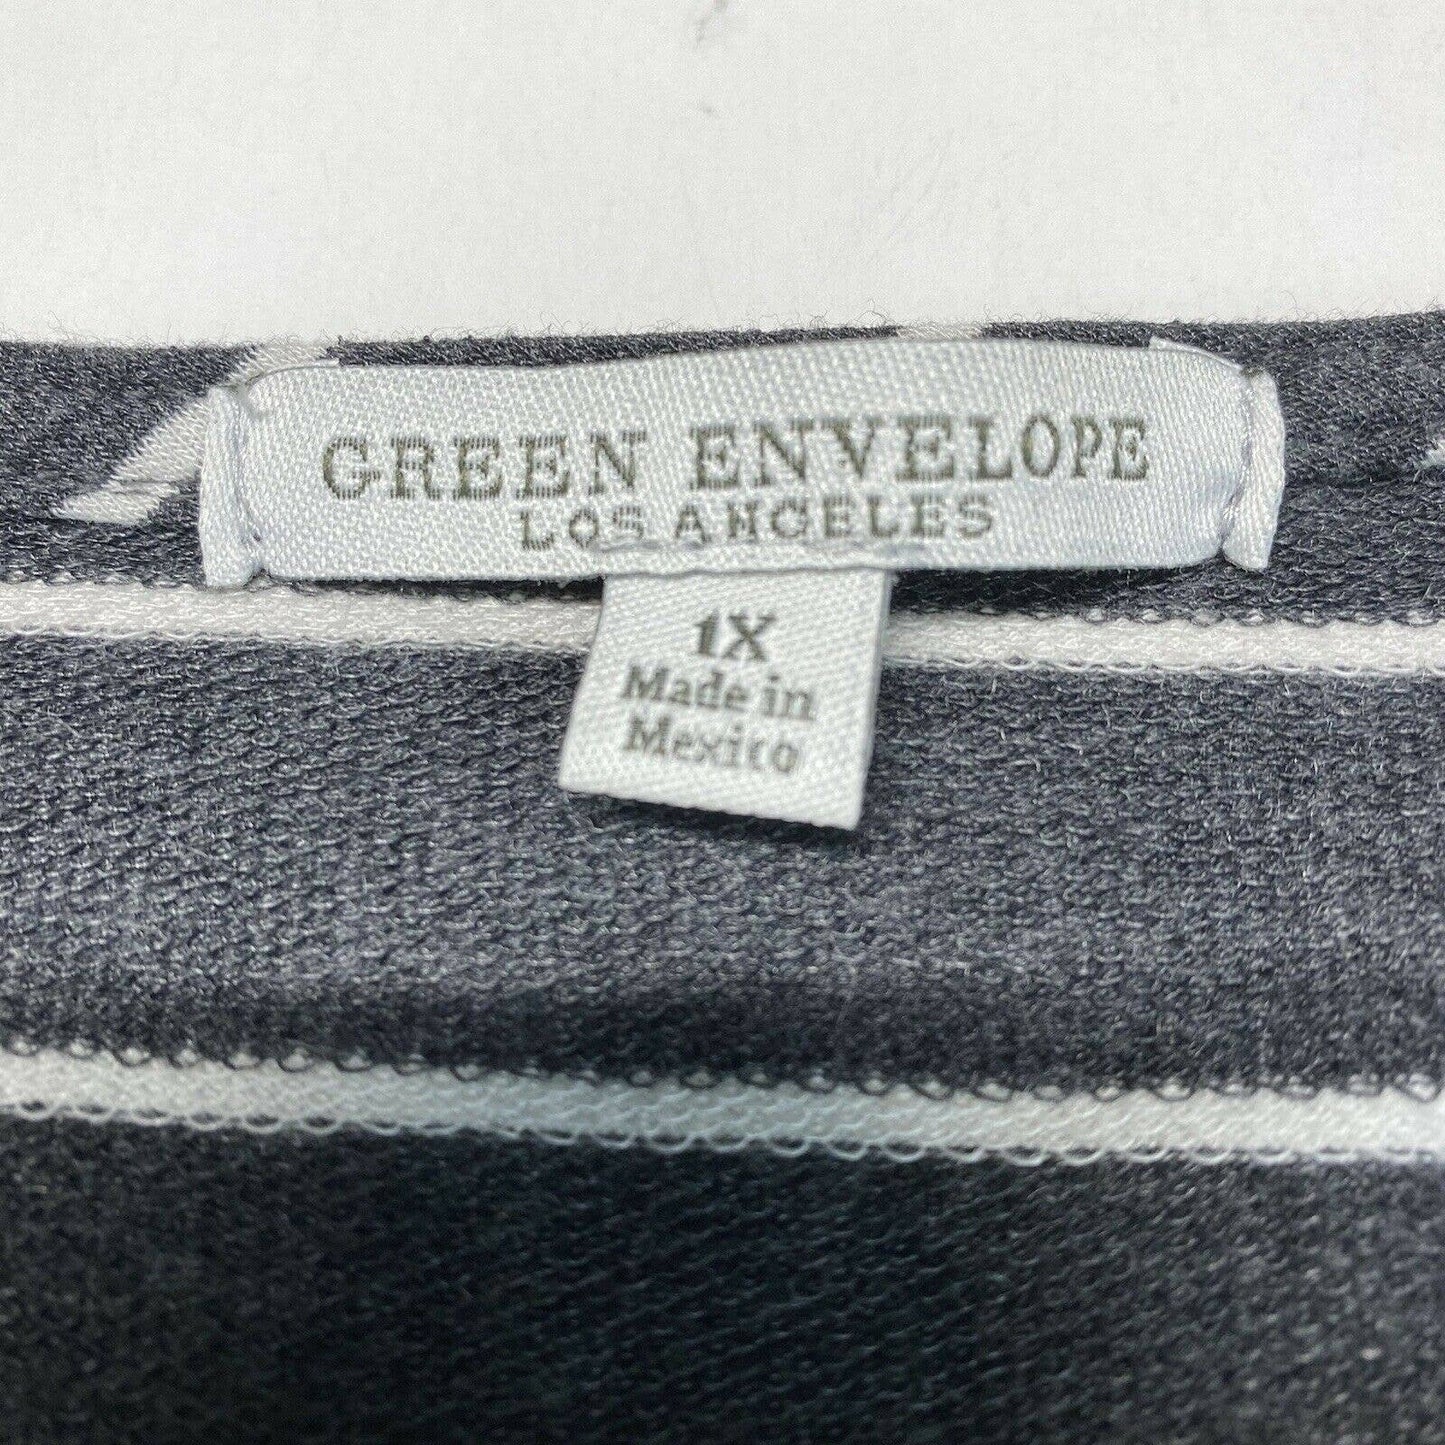 GREEN ENVELOPE
LOS ANGELES
1X
Made in
Mexico